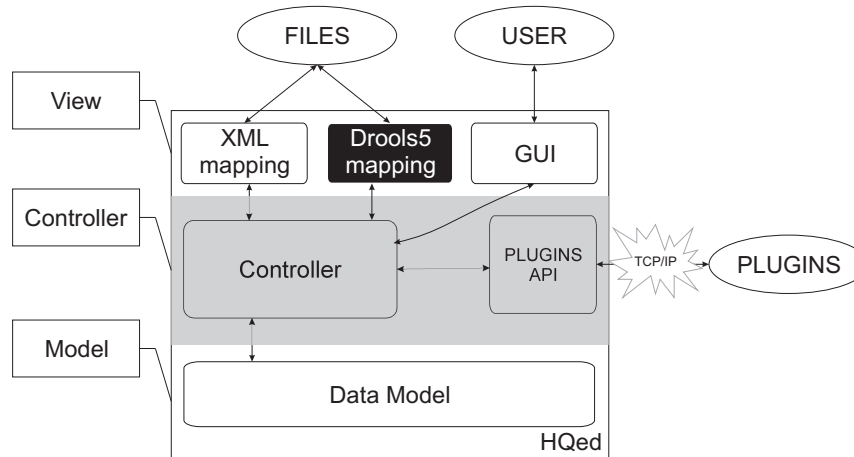 FILES
USER
View
XML
mapping
Drools5
mapping
GUI
Controller
Controller
PLUGINS
API
TCP/IP
PLUGINS
Model
Data Model
HQed